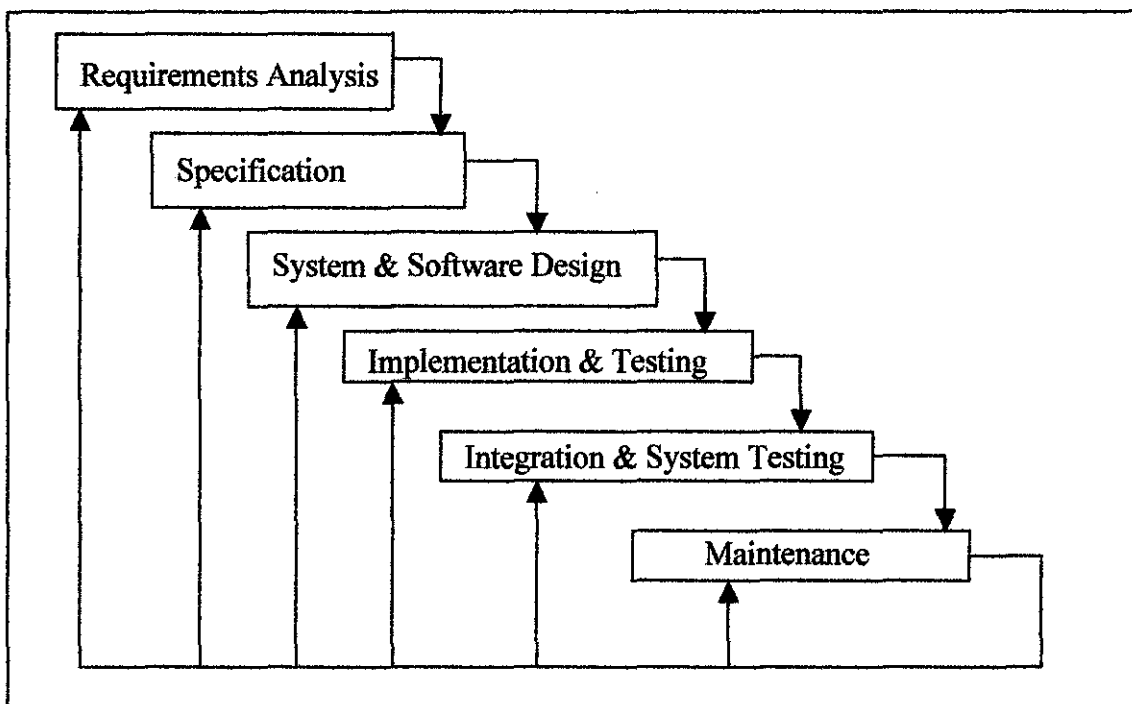 Requirements Analysis
Specification
System & Software Design
Implementation & Testing
Integration & System Testing
Maintenance